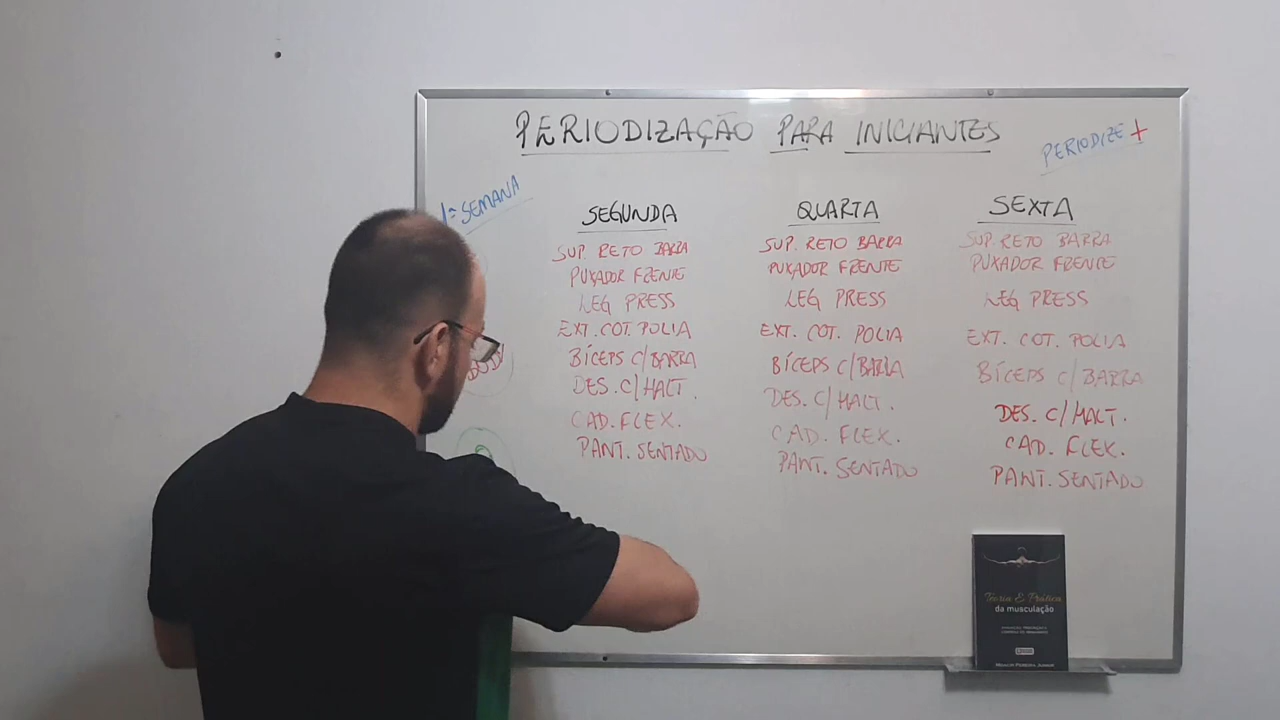 PERIODIZAÇÃO PARA INICIANTES
PERIODIZE +
1ª SEMANA
SEGUNDA
SUP. RETO BARRA
PUXADOR FRENTE
LEG PRESS
EXT. COT. POLIA
BÍCEPS C/BARRA
DES. C/HALT.
CAD. FLEX.
PANT. SENTADO
QUARTA
SUP. RETO BARRA
PUXADOR FRENTE
LEG PRESS
EXT. COT. POLIA
BÍCEPS C/BARRA
DES. C/HALT.
CAD. FLEX.
PANT. SENTADO
SEXTA
SUP. RETO BARRA
PUXADOR FRENTE
LEG PRESS
EXT. COT. POLIA
BÍCEPS C/BARRA
DES. C/HALT.
CAD. FLEX.
PANT. SENTADO
Teoria E Prática
da musculação
MOACIR PEREIRA JUNIOR